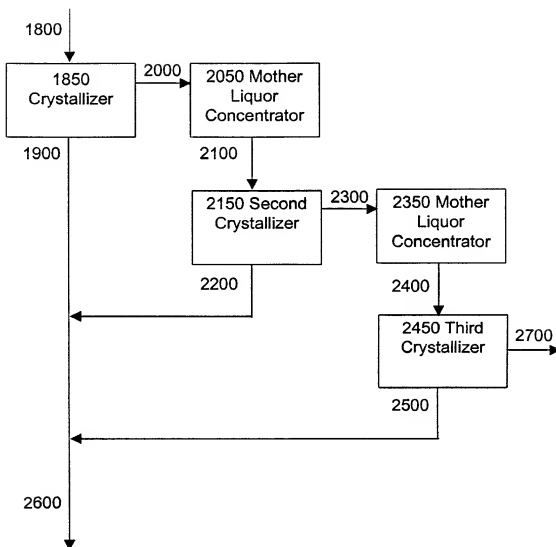 1800
1850
Crystallizer
2000
2050 Mother
Liquor
Concentrator
1900
2100
2150 Second
Crystallizer
2300
2350 Mother
Liquor
Concentrator
2200
2400
2450 Third
Crystallizer
2700
2500
2600